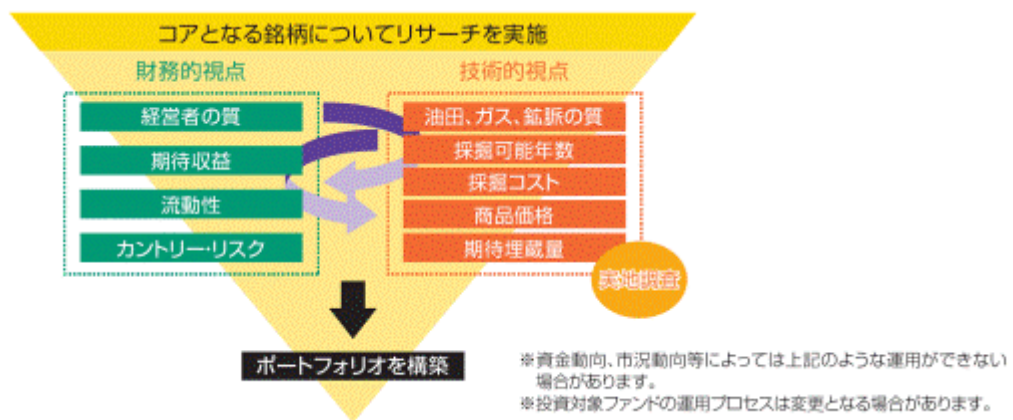 コアとなる銘柄についてリサーチを実施
財務的視点
経営者の質
期待収益
流動性
カントリー・リスク
技術的視点
油田、ガス、鉱脈の質
採掘可能年数
採掘コスト
商品価格
期待埋蔵量
実地調査
ポートフォリオを構築
※資金動向、市況動向等によっては上記のような運用ができない
場合があります。
※投資対象ファンドの運用プロセスは変更となる場合があります。